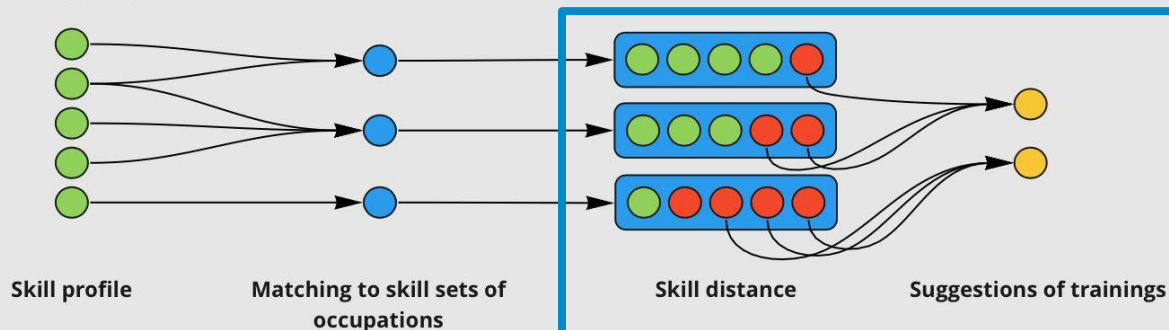 Skill profile
Matching to skill sets of
occupations
Skill distance
Suggestions of trainings